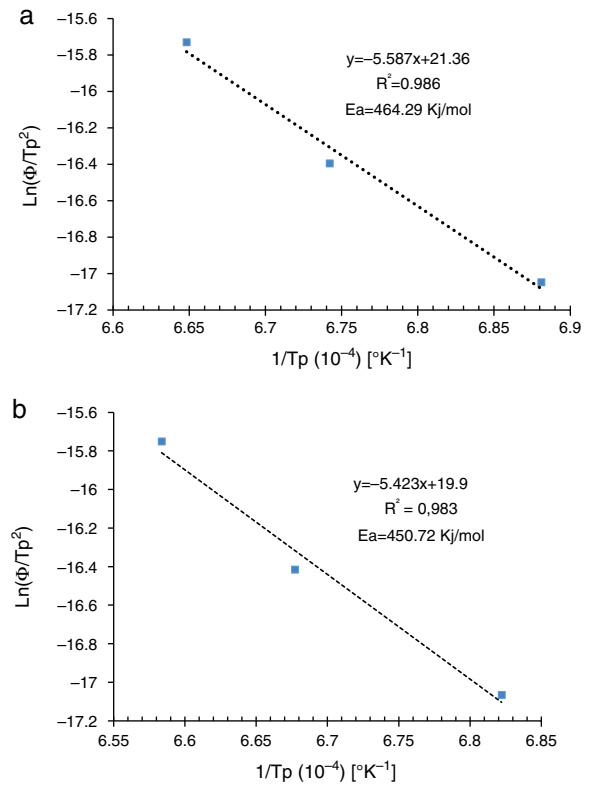 a
y=–5.587x+21.36
R²=0.986
Ea=464.29 Kj/mol
Ln(Φ/Tp²)
–15.6
–15.8
–16
–16.2
–16.4
–16.6
–16.8
–17
–17.2
6.6 6.65 6.7 6.75 6.8 6.85 6.9
1/Tp (10⁻⁴) [°K⁻¹]
b
y=–5.423x+19.9
R² = 0,983
Ea=450.72 Kj/mol
Ln(Φ/Tp²)
–15.6
–15.8
–16
–16.2
–16.4
–16.6
–16.8
–17
–17.2
6.55 6.6 6.65 6.7 6.75 6.8 6.85
1/Tp (10⁻⁴) [°K⁻¹]